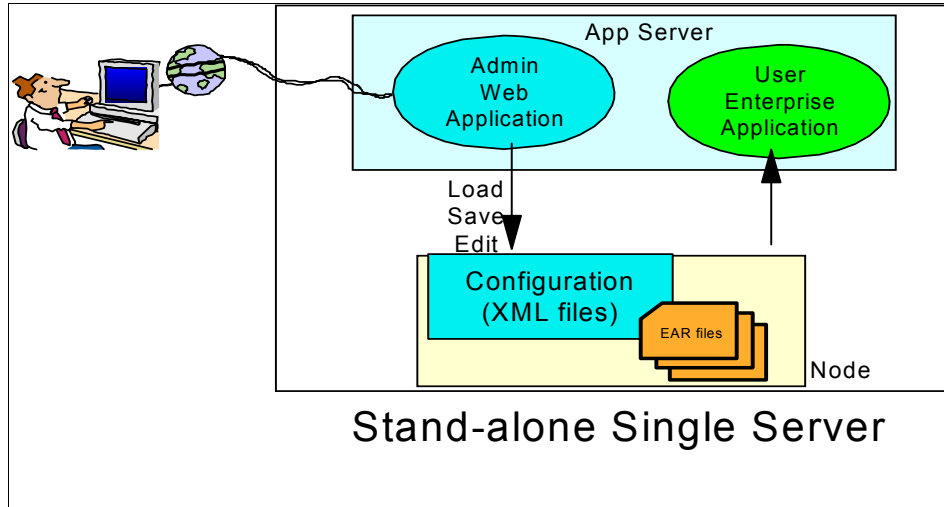 App Server
Admin
Web
Application
User
Enterprise
Application
Load
Save
Edit
Configuration
(XML files)
EAR files
Node
Stand-alone Single Server